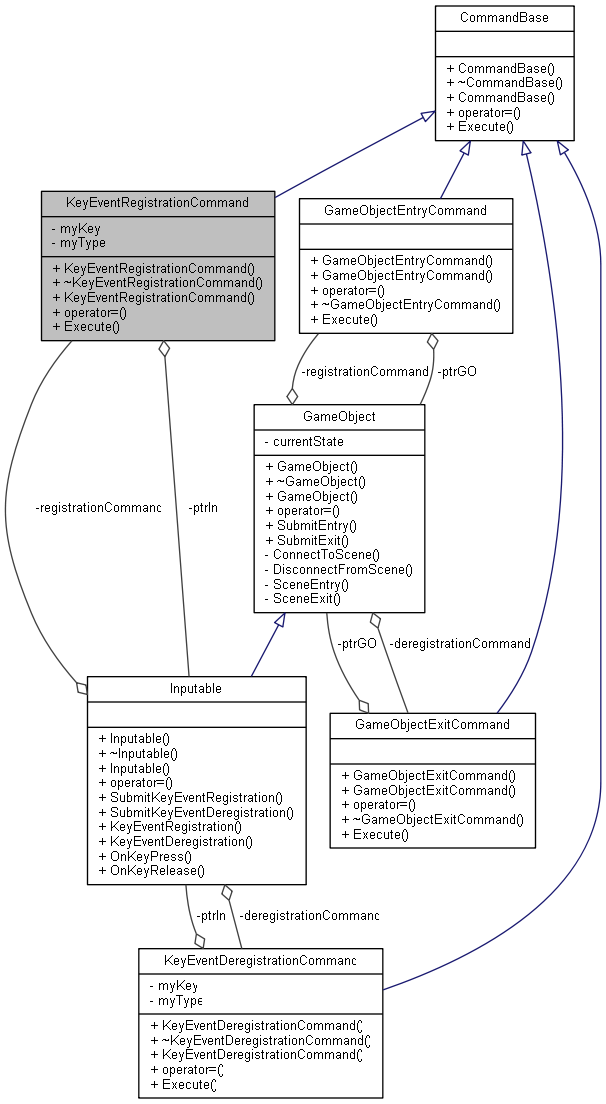 CommandBase
+ CommandBase()
+ ~CommandBase()
+ CommandBase()
+ operator=()
+ Execute()
KeyEventRegistrationCommand
- myKey
- myType
+ KeyEventRegistrationCommand()
+ ~KeyEventRegistrationCommand()
+ KeyEventRegistrationCommand()
+ operator=()
+ Execute()
GameObjectEntryCommand
+ GameObjectEntryCommand()
+ GameObjectEntryCommand()
+ operator=()
+ ~GameObjectEntryCommand()
+ Execute()
-registrationCommand
-ptrGO
GameObject
- currentState
+ GameObject()
+ ~GameObject()
+ GameObject()
+ operator=()
+ SubmitEntry()
+ SubmitExit()
- ConnectToScene()
- DisconnectFromScene()
- SceneEntry()
- SceneExit()
-registrationCommanc
-ptrIn
-ptrGO
-deregistrationCommand
Inputable
+ Inputable()
+ ~Inputable()
+ Inputable()
+ operator=()
+ SubmitKeyEventRegistration()
+ SubmitKeyEventDeregistration()
+ KeyEventRegistration()
+ KeyEventDeregistration()
+ OnKeyPress()
+ OnKeyRelease()
GameObjectExitCommand
+ GameObjectExitCommand()
+ GameObjectExitCommand()
+ operator=()
+ ~GameObjectExitCommand()
+ Execute()
-ptrIn
-deregistrationCommanc
KeyEventDeregistrationCommanc
- myKey
- myType
+ KeyEventDeregistrationCommand(
+ ~KeyEventDeregistrationCommand(
+ KeyEventDeregistrationCommand(
+ operator=(
+ Execute(